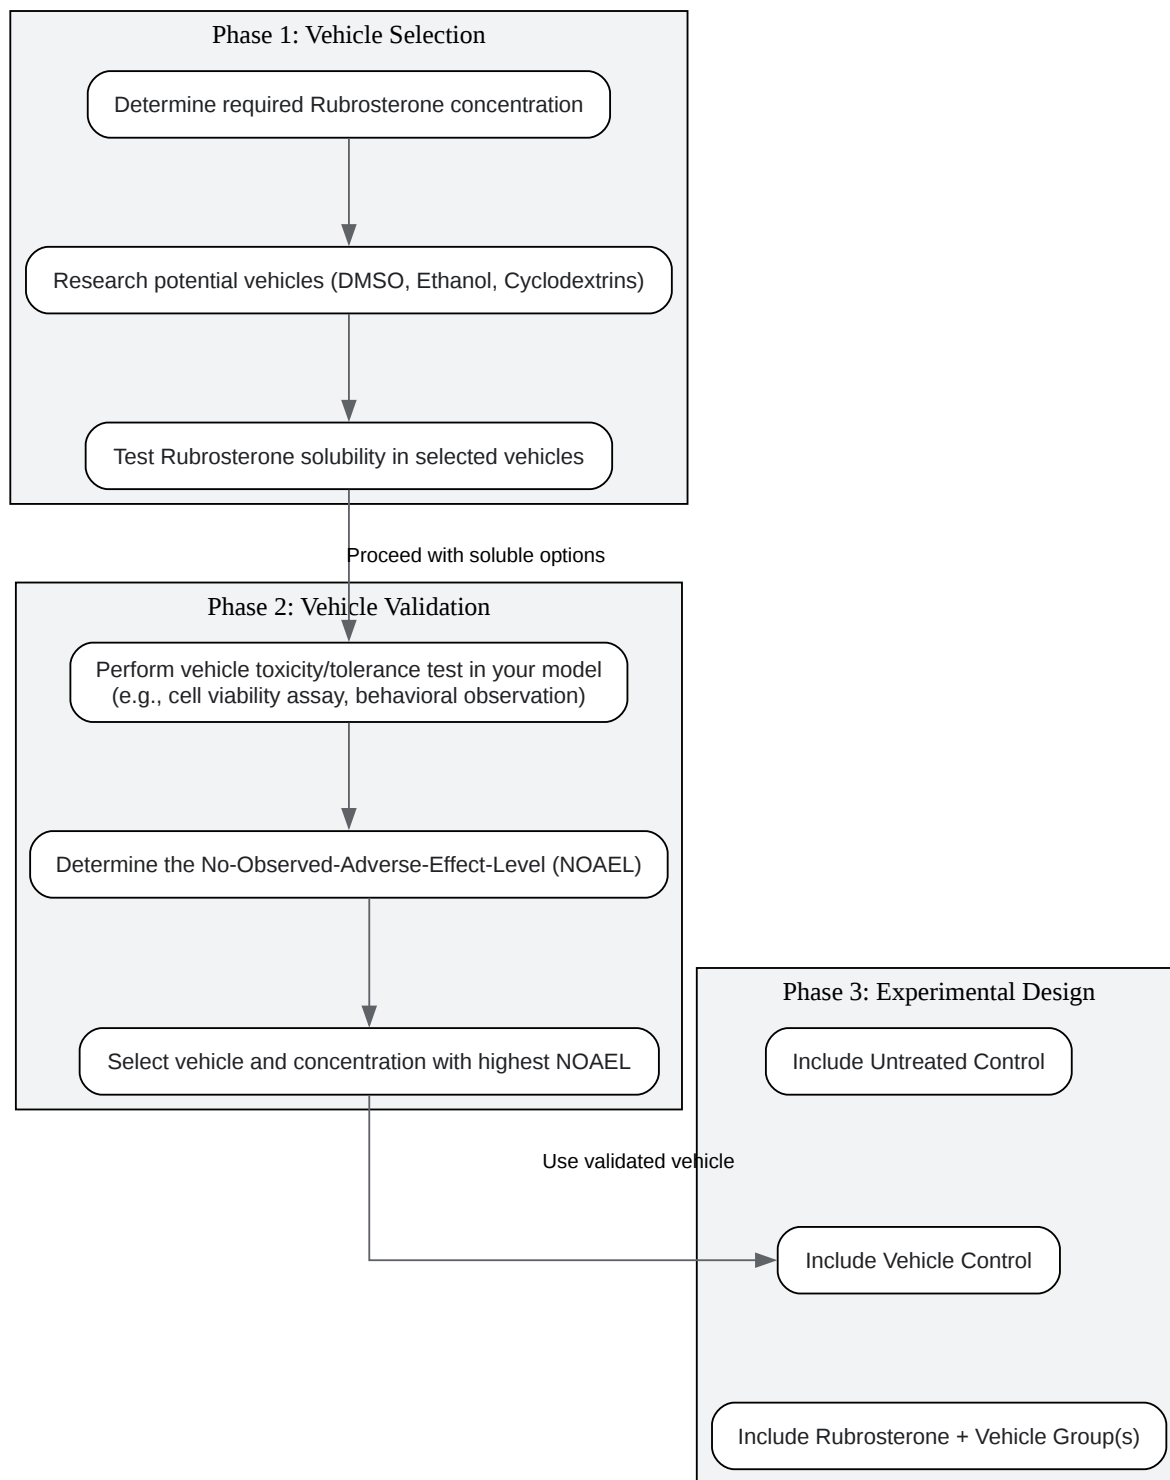 Phase 1: Vehicle Selection
Determine required Rubrosterone concentration
Research potential vehicles (DMSO, Ethanol, Cyclodextrins)
Test Rubrosterone solubility in selected vehicles
Proceed with soluble options
Phase 2: Vehicle Validation
Perform vehicle toxicity/tolerance test in your model
(e.g., cell viability assay, behavioral observation)
Determine the No-Observed-Adverse-Effect-Level (NOAEL)
Select vehicle and concentration with highest NOAEL
Use validated vehicle
Phase 3: Experimental Design
Include Untreated Control
Include Vehicle Control
Include Rubrosterone + Vehicle Group(s)